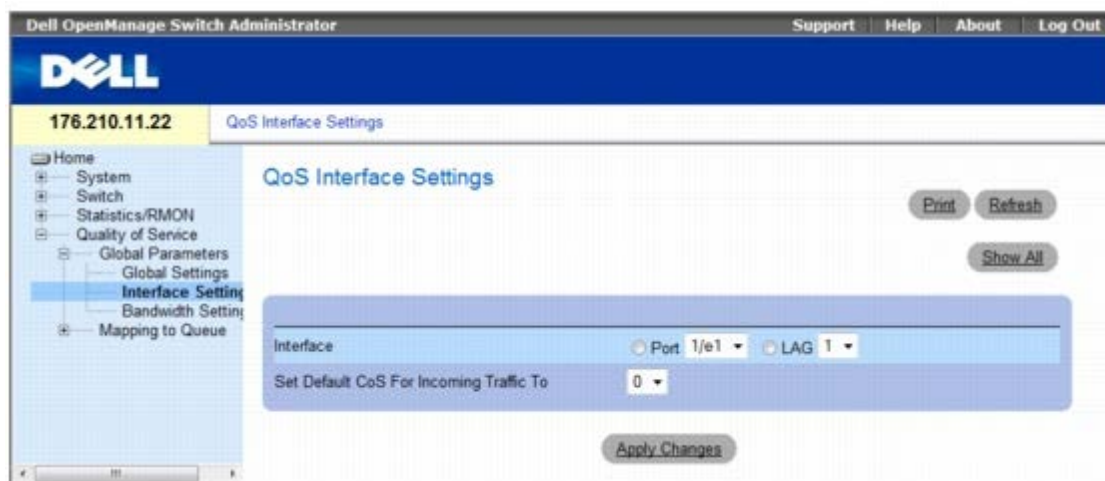 Dell OpenManage Switch Administrator Support Help About Log Out
DELL
176.210.11.22 QoS Interface Settings
Home
System
Switch
Statistics/RMON
Quality of Service
Global Parameters
Global Settings
Interface Setting
Bandwidth Setting
Mapping to Queue
QoS Interface Settings
Print Refresh
Show All
Interface Port 1/e1 LAG 1
Set Default CoS For Incoming Traffic To 0
Apply Changes